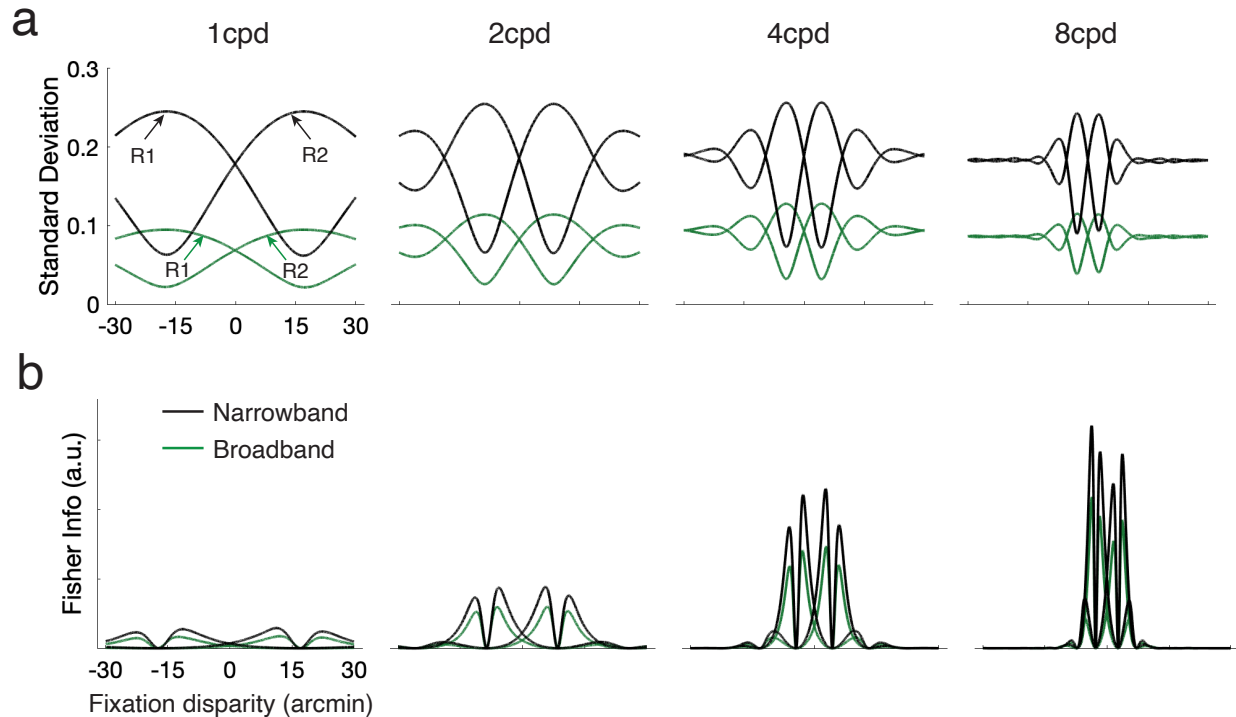 a
1cpd 2cpd 4cpd 8cpd
Standard Deviation
0.3
0.2
0.1
0
R1 R2
R1 R2
-30 -15 0 15 30
b
Narrowband
Broadband
Fisher Info (a.u.)
-30 -15 0 15 30
Fixation disparity (arcmin)